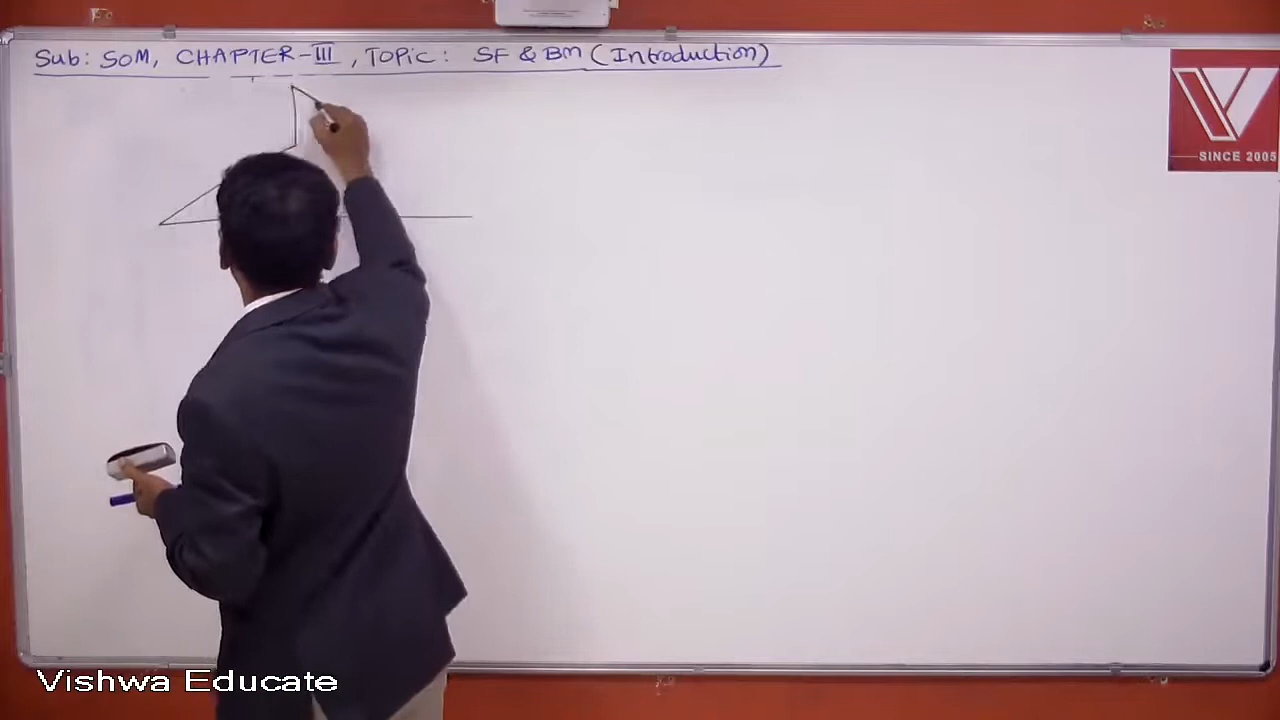 Sub: SOM, CHAPTER-III, TOPIC: SF & BM (Introduction)
SINCE 2005
Vishwa Educate